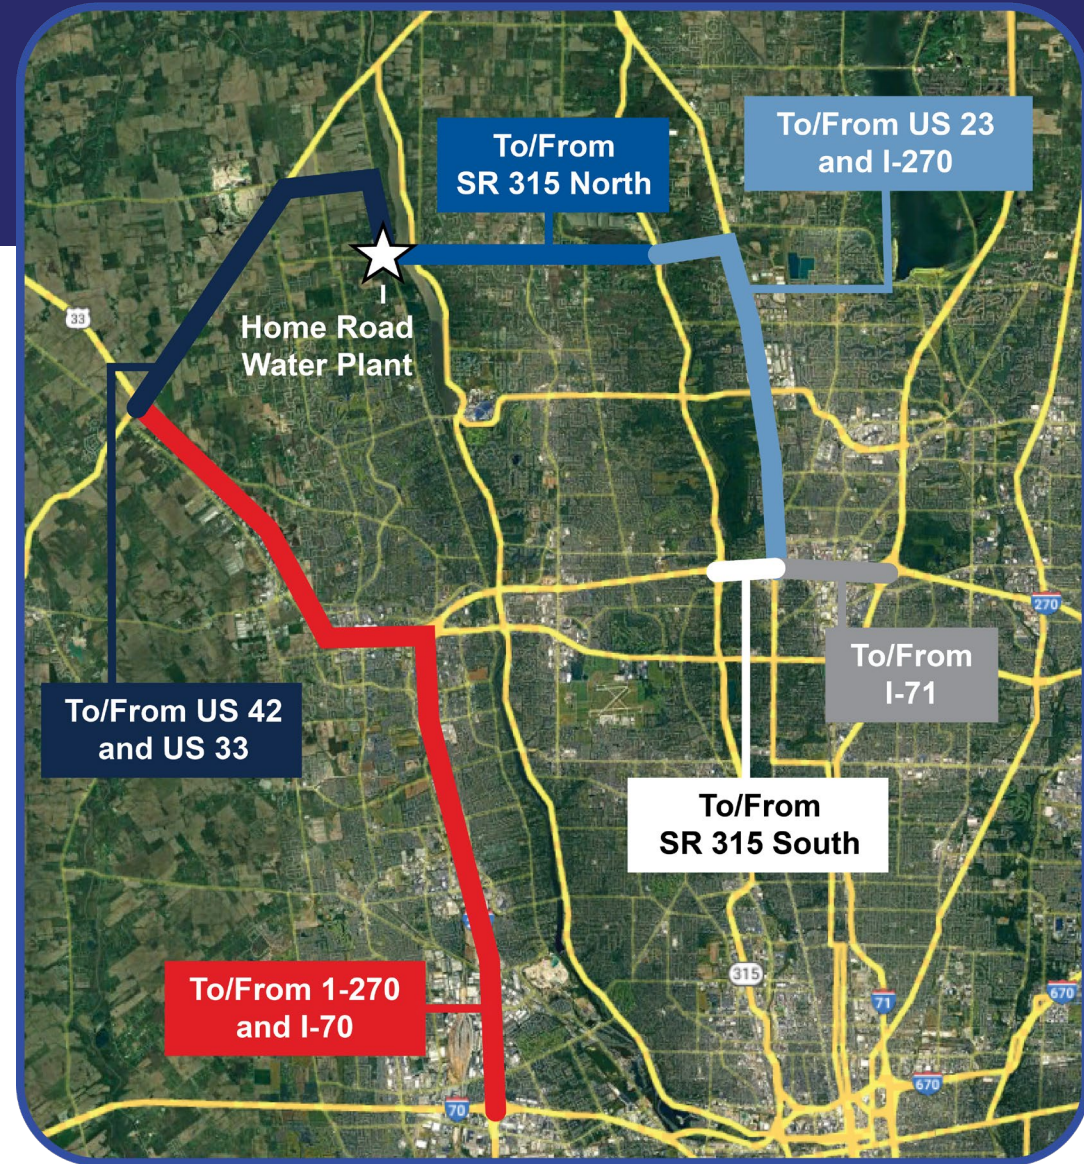 To/From US 23
and I-270
To/From
SR 315 North
33
Home Road
Water Plant
270
To/From
I-71
To/From US 42
and US 33
To/From
SR 315 South
To/From 1-270
and I-70
315
71
670
670
70